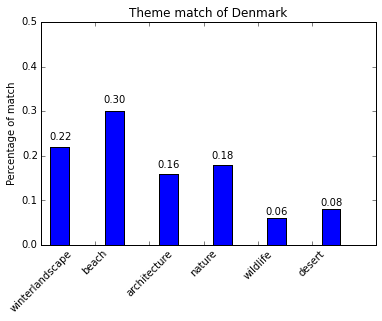 Theme match of Denmark
Percentage of match
0.5
0.4
0.3
0.2
0.1
0.0
0.22
0.30
0.16
0.18
0.06
0.08
winterlandscape
beach
architecture
nature
wildlife
desert